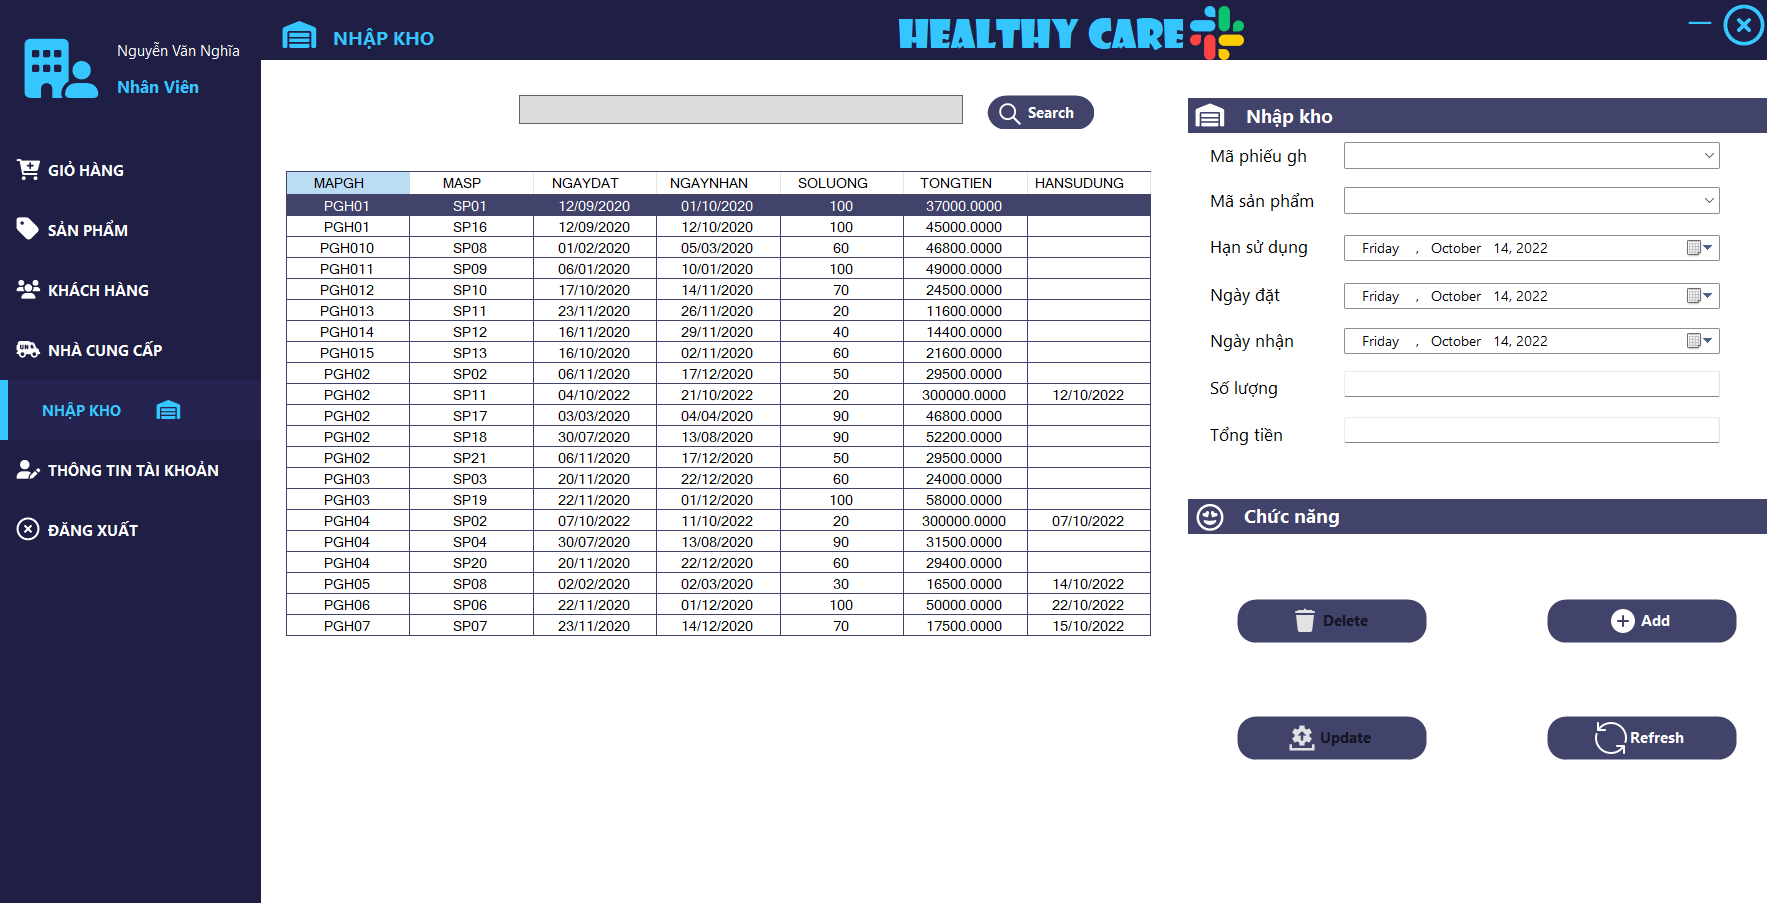 Nguyễn Văn Nghĩa
Nhân Viên
GIỎ HÀNG
SẢN PHẨM
KHÁCH HÀNG
NHÀ CUNG CẤP
NHẬP KHO
THÔNG TIN TÀI KHOẢN
ĐĂNG XUẤT
NHẬP KHO
HEALTHY CARE
Search
MAPGH MASP NGAYDAT NGAYNHAN SOLUONG TONGTIEN HANSUDUNG
PGH01 SP01 12/09/2020 01/10/2020 100 37000.0000
PGH01 SP16 12/09/2020 12/10/2020 100 45000.0000
PGH010 SP08 01/02/2020 05/03/2020 60 46800.0000
PGH011 SP09 06/01/2020 10/01/2020 100 49000.0000
PGH012 SP10 17/10/2020 14/11/2020 70 24500.0000
PGH013 SP11 23/11/2020 26/11/2020 20 11600.0000
PGH014 SP12 16/11/2020 29/11/2020 40 14400.0000
PGH015 SP13 16/10/2020 02/11/2020 60 21600.0000
PGH02 SP02 06/11/2020 17/12/2020 50 29500.0000
PGH02 SP11 04/10/2022 21/10/2022 20 300000.0000 12/10/2022
PGH02 SP17 03/03/2020 04/04/2020 90 46800.0000
PGH02 SP18 30/07/2020 13/08/2020 90 52200.0000
PGH02 SP21 06/11/2020 17/12/2020 50 29500.0000
PGH03 SP03 20/11/2020 22/12/2020 60 24000.0000
PGH03 SP19 22/11/2020 01/12/2020 100 58000.0000
PGH04 SP02 07/10/2022 11/10/2022 20 300000.0000 07/10/2022
PGH04 SP04 30/07/2020 13/08/2020 90 31500.0000
PGH04 SP20 20/11/2020 22/12/2020 60 29400.0000
PGH05 SP08 02/02/2020 02/03/2020 30 16500.0000 14/10/2022
PGH06 SP06 22/11/2020 01/12/2020 100 50000.0000 22/10/2022
PGH07 SP07 23/11/2020 14/12/2020 70 17500.0000 15/10/2022
Nhập kho
Mã phiếu gh
Mã sản phẩm
Hạn sử dụng Friday , October 14, 2022
Ngày đặt Friday , October 14, 2022
Ngày nhận Friday , October 14, 2022
Số lượng
Tổng tiền
Chức năng
Delete Add
Update Refresh